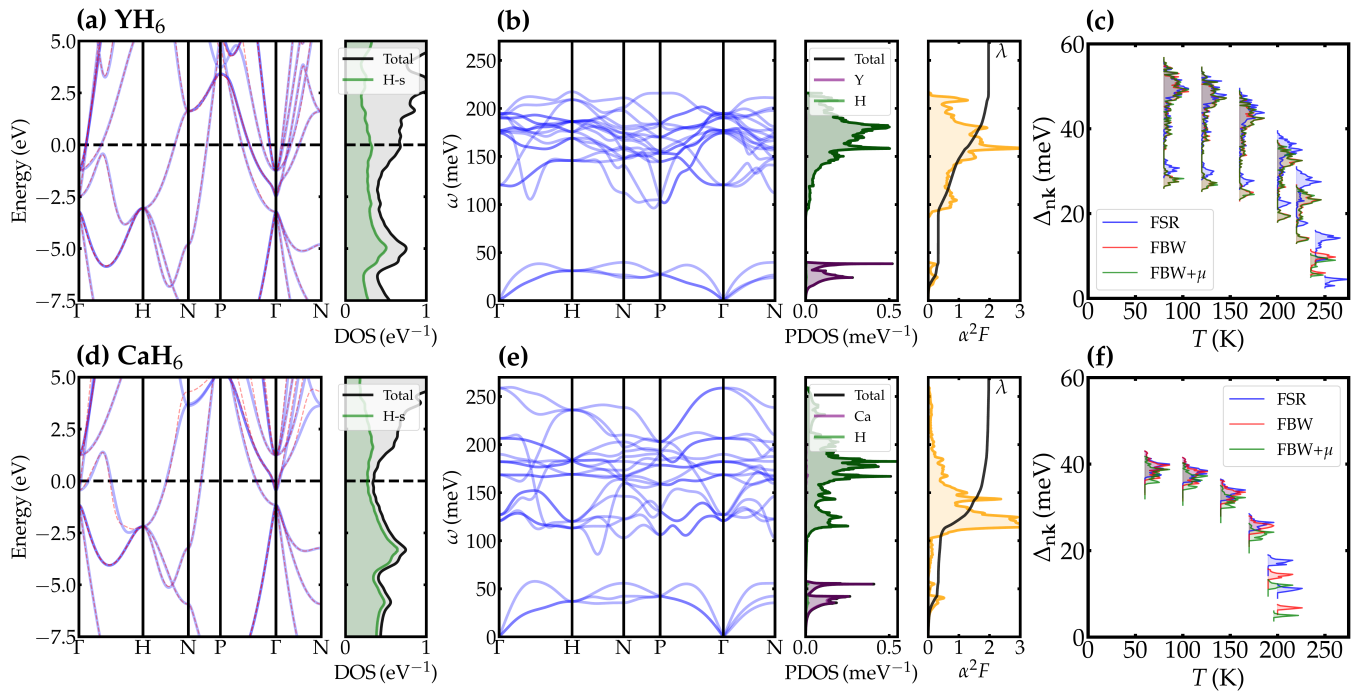 (a) YH6
5.0
2.5
0.0
−2.5
−5.0
−7.5
Energy (eV)
Γ H N P Γ N
Total
H-s
0 1
DOS (eV⁻¹)
(b)
250
200
150
100
50
0
ω (meV)
Γ H N P Γ N
Total
Y
H
0.0 0.5
PDOS (meV⁻¹)
λ
0 1 2 3
α²F
(c)
60
40
20
0
Δnk (meV)
FSR
FBW
FBW+μ
0 50 100 150 200 250
T (K)
(d) CaH6
5.0
2.5
0.0
−2.5
−5.0
−7.5
Energy (eV)
Γ H N P Γ N
Total
H-s
0 1
DOS (eV⁻¹)
(e)
250
200
150
100
50
0
ω (meV)
Γ H N P Γ N
Total
Ca
H
0.0 0.5
PDOS (meV⁻¹)
λ
0 1 2 3
α²F
(f)
60
40
20
0
Δnk (meV)
FSR
FBW
FBW+μ
0 50 100 150 200 250
T (K)